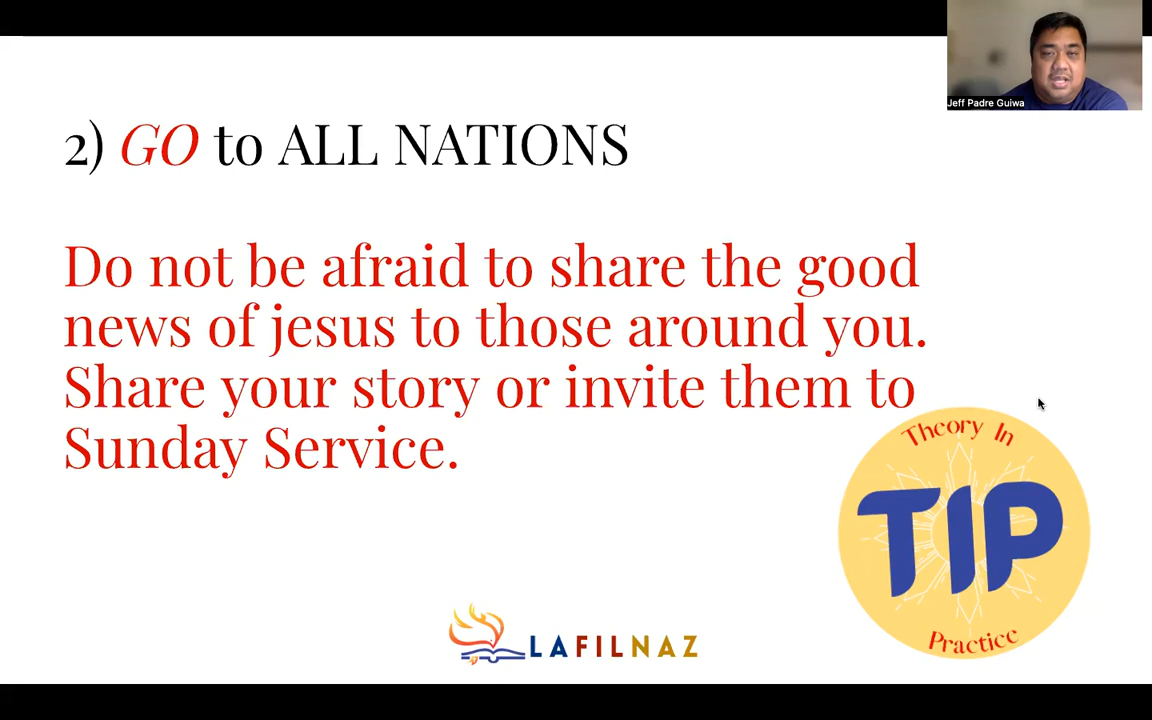 Jeff Padre Guiwa
2) GO to ALL NATIONS
Do not be afraid to share the good
news of jesus to those around you.
Share your story or invite them to
Sunday Service.
Theory In
TIP
Practice
LAFILNAZ